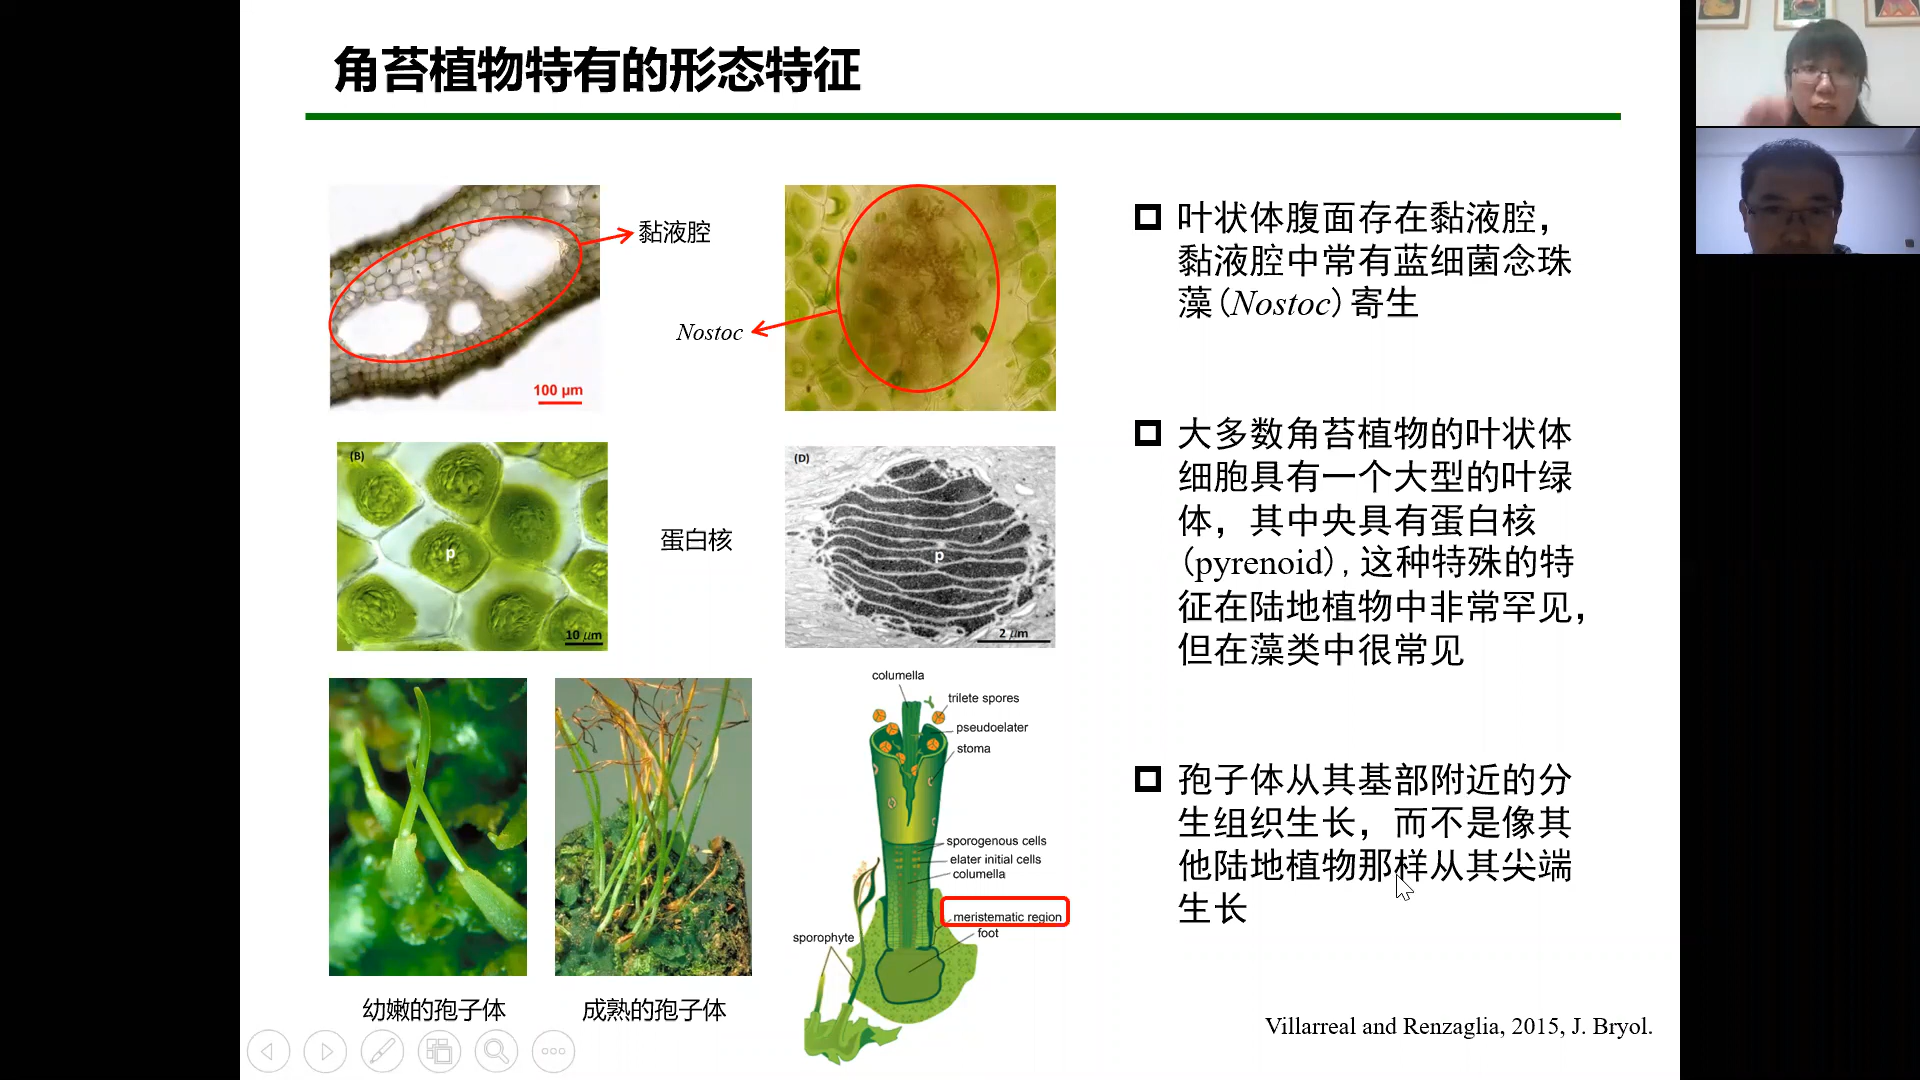 角苔植物特有的形态特征
黏液腔
Nostoc
100 μm
(B)
p
10 μm
蛋白核
(D)
p
2 μm
幼嫩的孢子体
成熟的孢子体
columella
trilete spores
pseudoelater
stoma
sporogenous cells
elater initial cells
columella
meristematic region
foot
sporophyte
叶状体腹面存在黏液腔，
黏液腔中常有蓝细菌念珠
藻(Nostoc)寄生
大多数角苔植物的叶状体
细胞具有一个大型的叶绿
体，其中央具有蛋白核
(pyrenoid),这种特殊的特
征在陆地植物中非常罕见，
但在藻类中很常见
孢子体从其基部附近的分
生组织生长，而不是像其
他陆地植物那样从其尖端
生长
Villarreal and Renzaglia, 2015, J. Bryol.